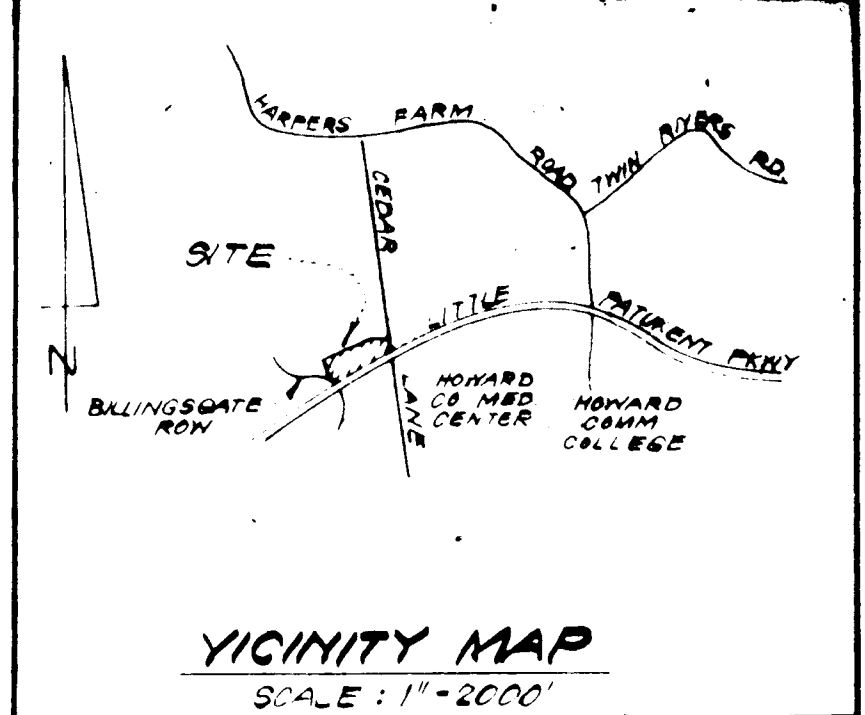 HARPERS FARM ROAD
TWIN RIVERS RD.
CEDAR LANE
SITE
LITTLE PATUXENT PKWY
N
BILLINGSGATE
ROW
HOWARD
CO MED
CENTER
HOWARD
COMM
COLLEGE
VICINITY MAP
SCALE : 1"-2000'